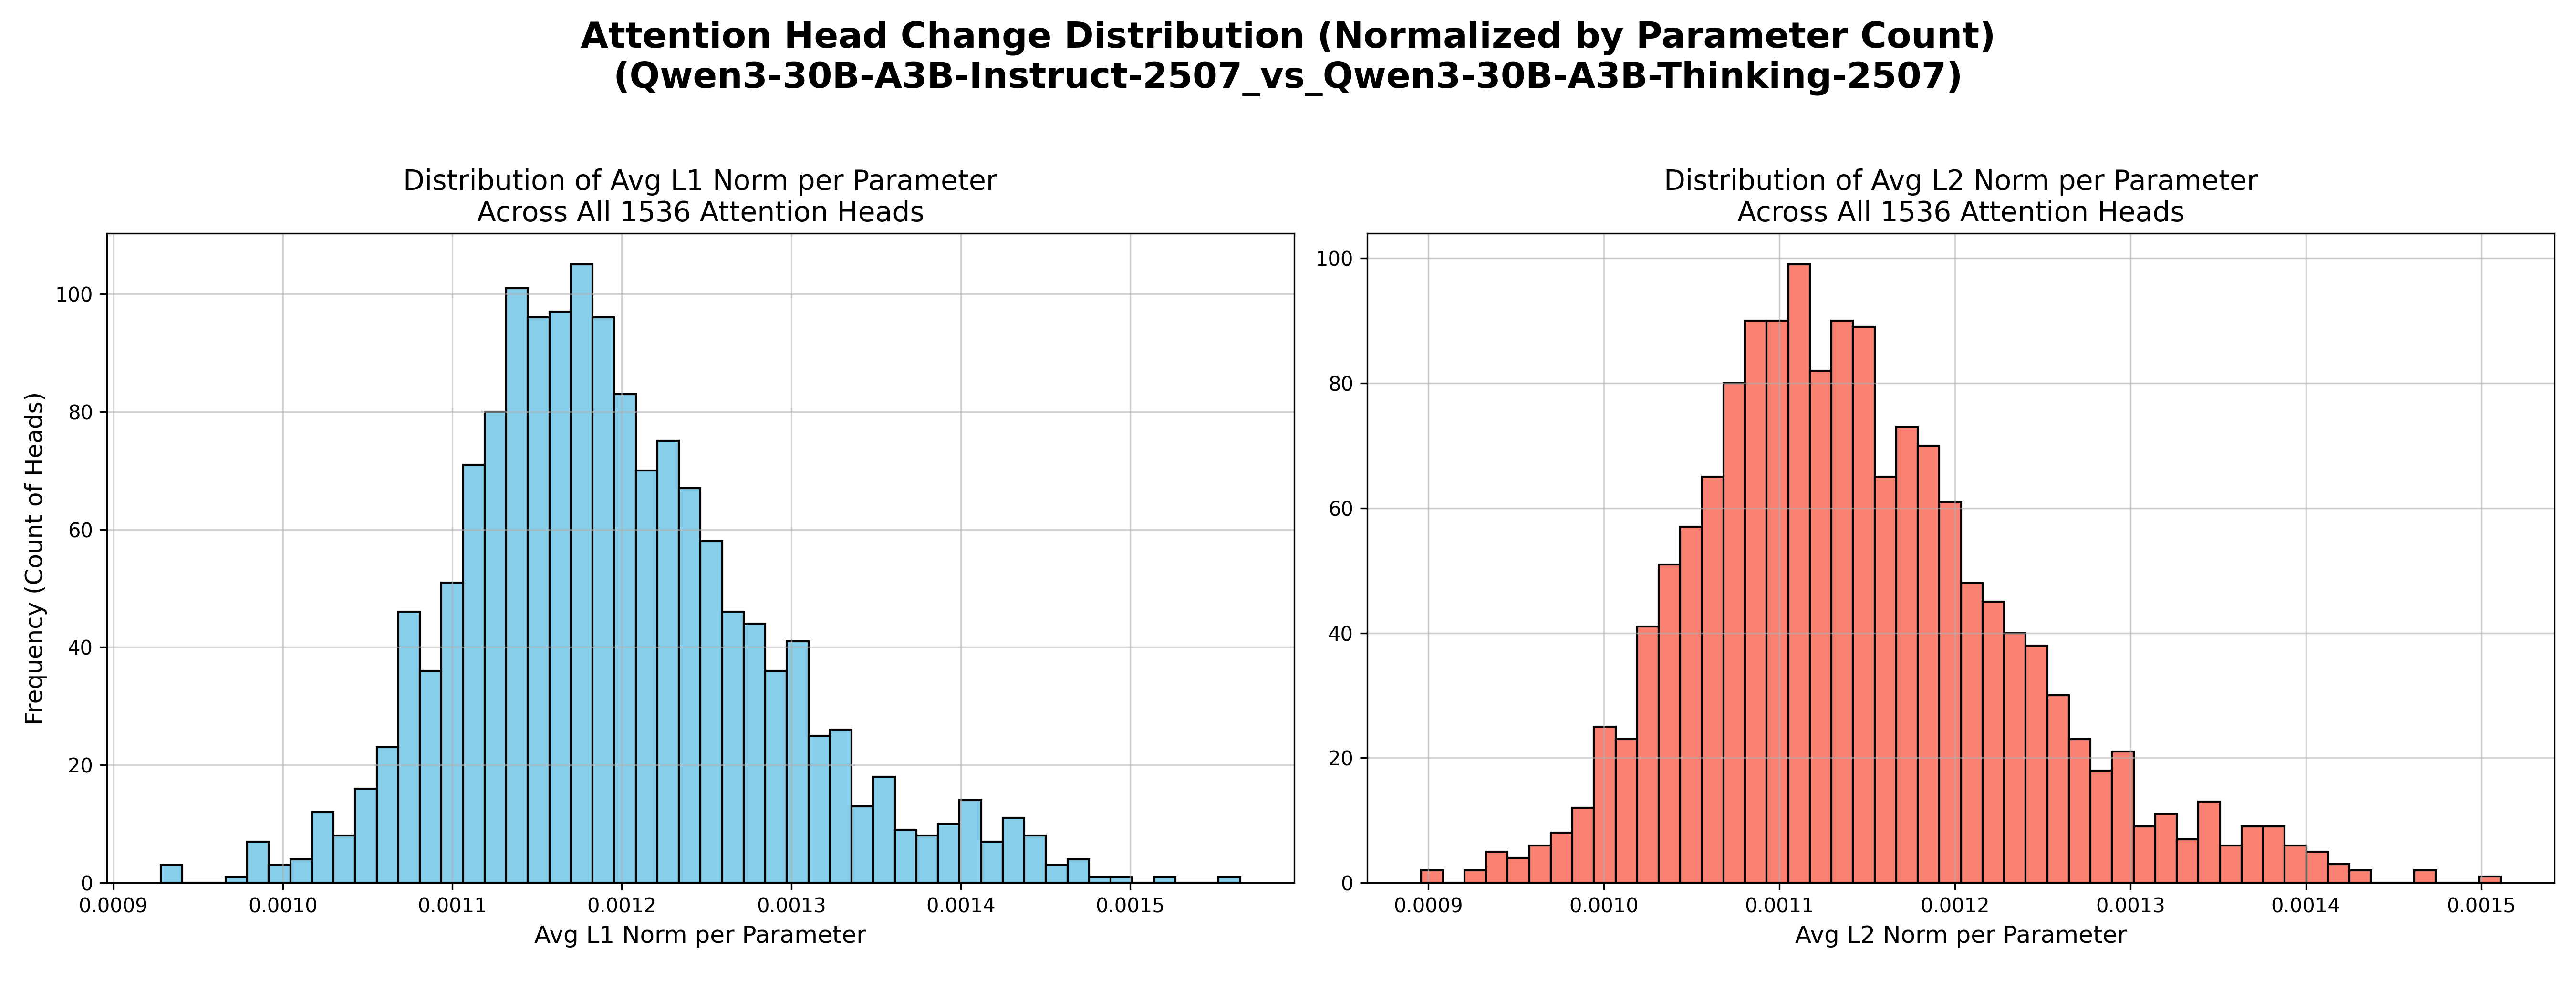 Attention Head Change Distribution (Normalized by Parameter Count)
(Qwen3-30B-A3B-Instruct-2507_vs_Qwen3-30B-A3B-Thinking-2507)
Distribution of Avg L1 Norm per Parameter
Across All 1536 Attention Heads
Frequency (Count of Heads)
100
80
60
40
20
0
0.0009 0.0010 0.0011 0.0012 0.0013 0.0014 0.0015
Avg L1 Norm per Parameter
Distribution of Avg L2 Norm per Parameter
Across All 1536 Attention Heads
100
80
60
40
20
0
0.0009 0.0010 0.0011 0.0012 0.0013 0.0014 0.0015
Avg L2 Norm per Parameter